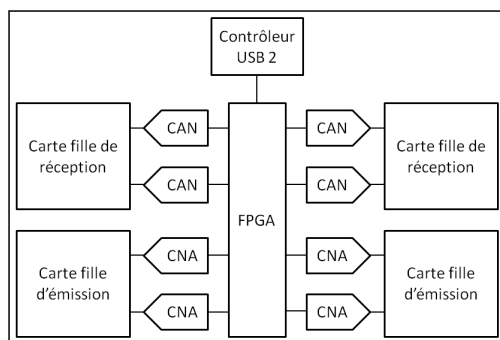 Contrôleur
USB 2
Carte fille de
réception
CAN
CAN
CAN
CAN
Carte fille de
réception
FPGA
Carte fille
d'émission
CNA
CNA
CNA
CNA
Carte fille
d'émission